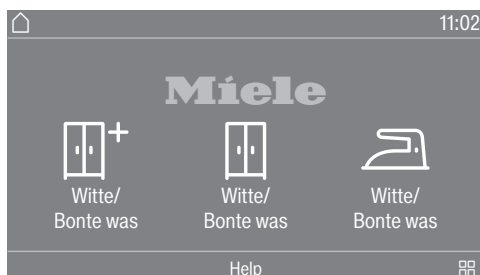 11:02
Miele
Witte/ Witte/ Witte/
Bonte was Bonte was Bonte was
Help